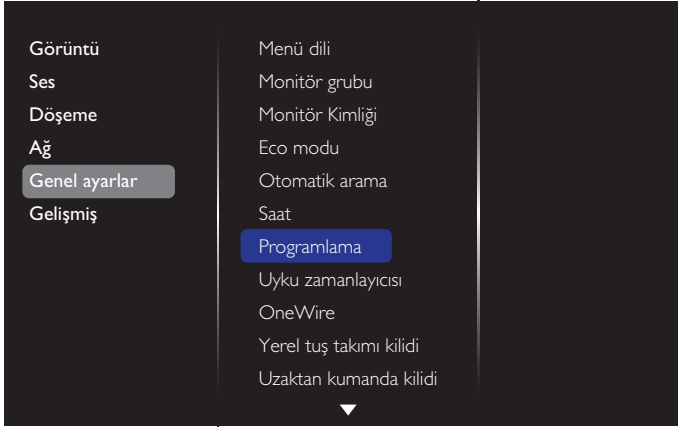 Görüntü
Ses
Döşeme
Ağ
Genel ayarlar
Gelişmiş
Menü dili
Monitör grubu
Monitör Kimliği
Eco modu
Otomatik arama
Saat
Programlama
Uyku zamanlayıcısı
OneWire
Yerel tuş takımı kilidi
Uzaktan kumanda kilidi